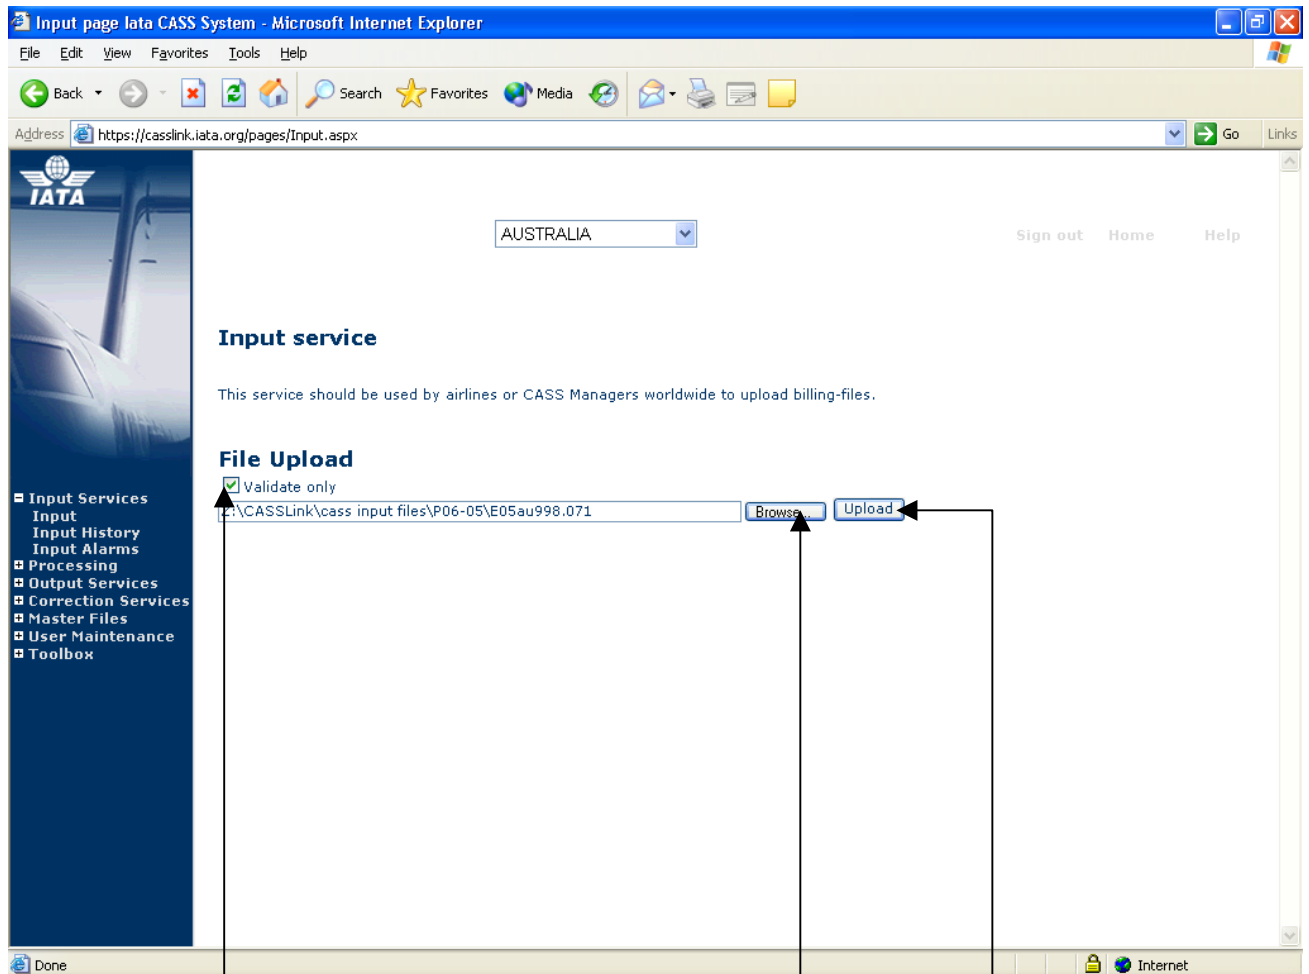 Input page Iata CASS System - Microsoft Internet Explorer
File Edit View Favorites Tools Help
Back Search Favorites Media
Address https://casslink.iata.org/pages/Input.aspx Go Links
IATA
AUSTRALIA
Sign out Home Help
Input service
This service should be used by airlines or CASS Managers worldwide to upload billing-files.
File Upload
Validate only
Z:\CASSLink\cass input files\P06-05\E05au998.071 Browse... Upload
Input Services
Input
Input History
Input Alarms
Processing
Output Services
Correction Services
Master Files
User Maintenance
Toolbox
Done Internet